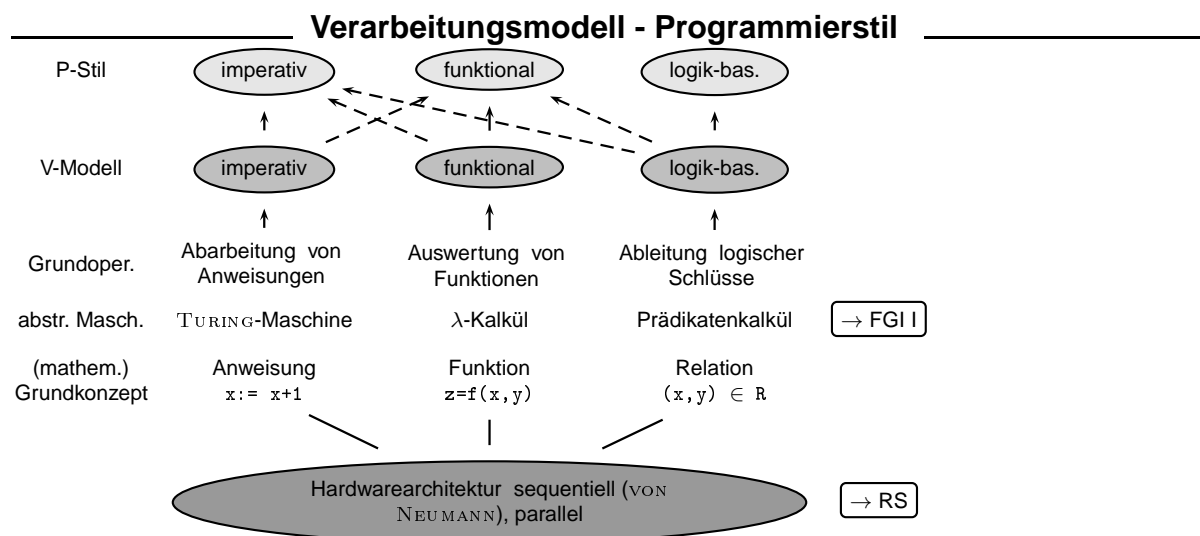 Verarbeitungsmodell - Programmierstil
P-Stil imperativ funktional logik-bas.
V-Modell imperativ funktional logik-bas.
Grundoper. Abarbeitung von Anweisungen Auswertung von Funktionen Ableitung logischer Schlüsse
abstr. Masch. TURING-Maschine λ-Kalkül Prädikatenkalkül → FGI I
(mathem.) Anweisung Funktion Relation
Grundkonzept x:= x+1 z=f(x,y) (x,y) ∈ R
Hardwarearchitektur sequentiell (VON
NEUMANN), parallel → RS